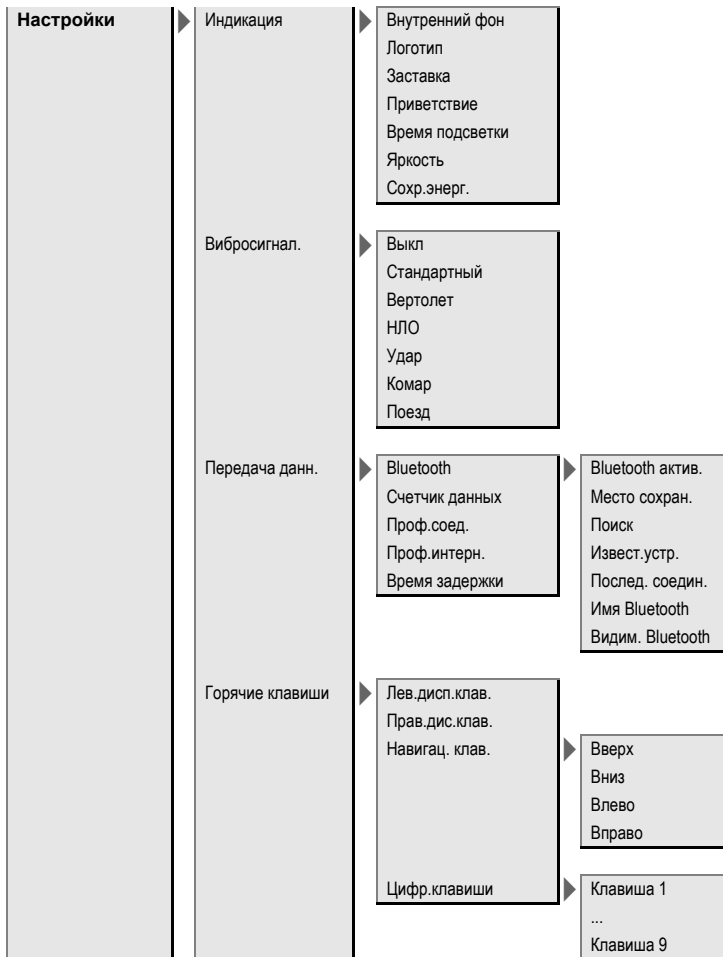 Настройки
Индикация
Внутренний фон
Логотип
Заставка
Приветствие
Время подсветки
Яркость
Сохр.энерг.
Вибросигнал.
Выкл
Стандартный
Вертолет
НЛО
Удар
Комар
Поезд
Передача данн.
Bluetooth
Счетчик данных
Проф.соед.
Проф.интерн.
Время задержки
Bluetooth актив.
Место сохран.
Поиск
Извест.устр.
Послед. соедин.
Имя Bluetooth
Видим. Bluetooth
Горячие клавиши
Лев.дисп.клав.
Прав.дис.клав.
Навигац. клав.
Вверх
Вниз
Влево
Вправо
Цифр.клавиши
Клавиша 1
...
Клавиша 9